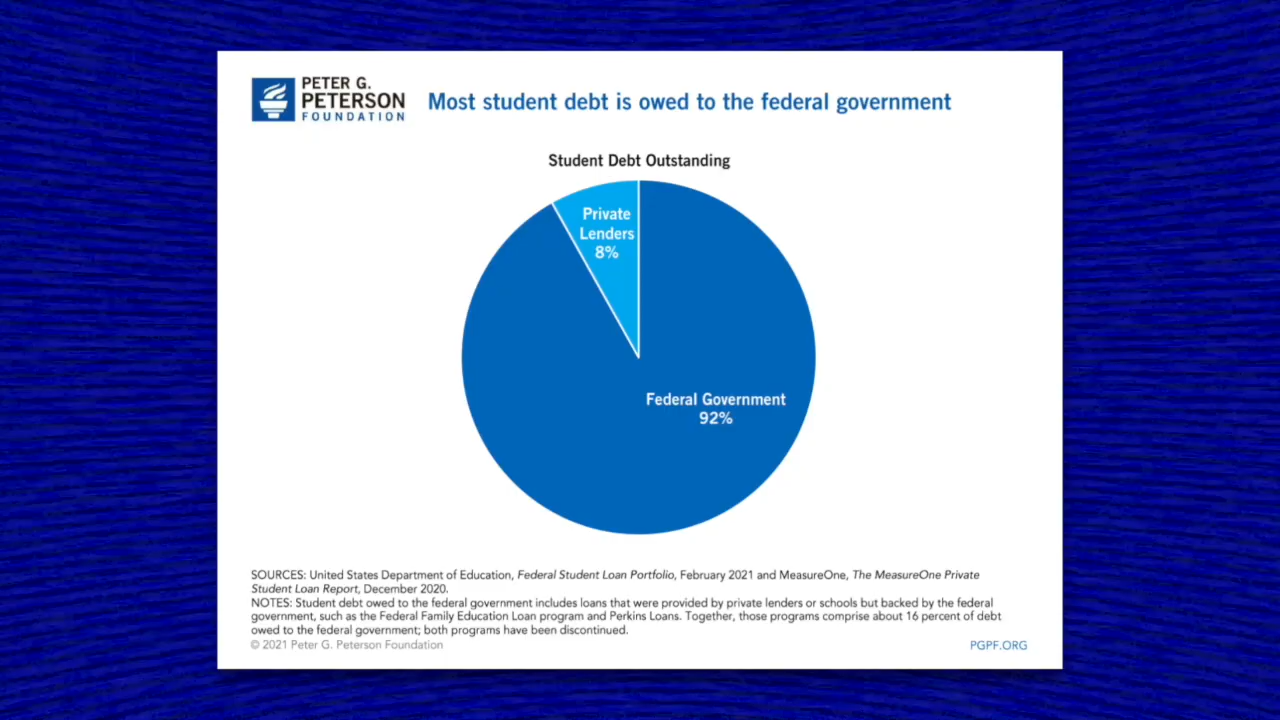 PETER G.
PETERSON
FOUNDATION
Most student debt is owed to the federal government
Student Debt Outstanding
Private
Lenders
8%
Federal Government
92%
SOURCES: United States Department of Education, Federal Student Loan Portfolio, February 2021 and MeasureOne, The MeasureOne Private
Student Loan Report, December 2020.
NOTES: Student debt owed to the federal government includes loans that were provided by private lenders or schools but backed by the federal
government, such as the Federal Family Education Loan program and Perkins Loans. Together, those programs comprise about 16 percent of debt
owed to the federal government; both programs have been discontinued.
© 2021 Peter G. Peterson Foundation
PGPF.ORG